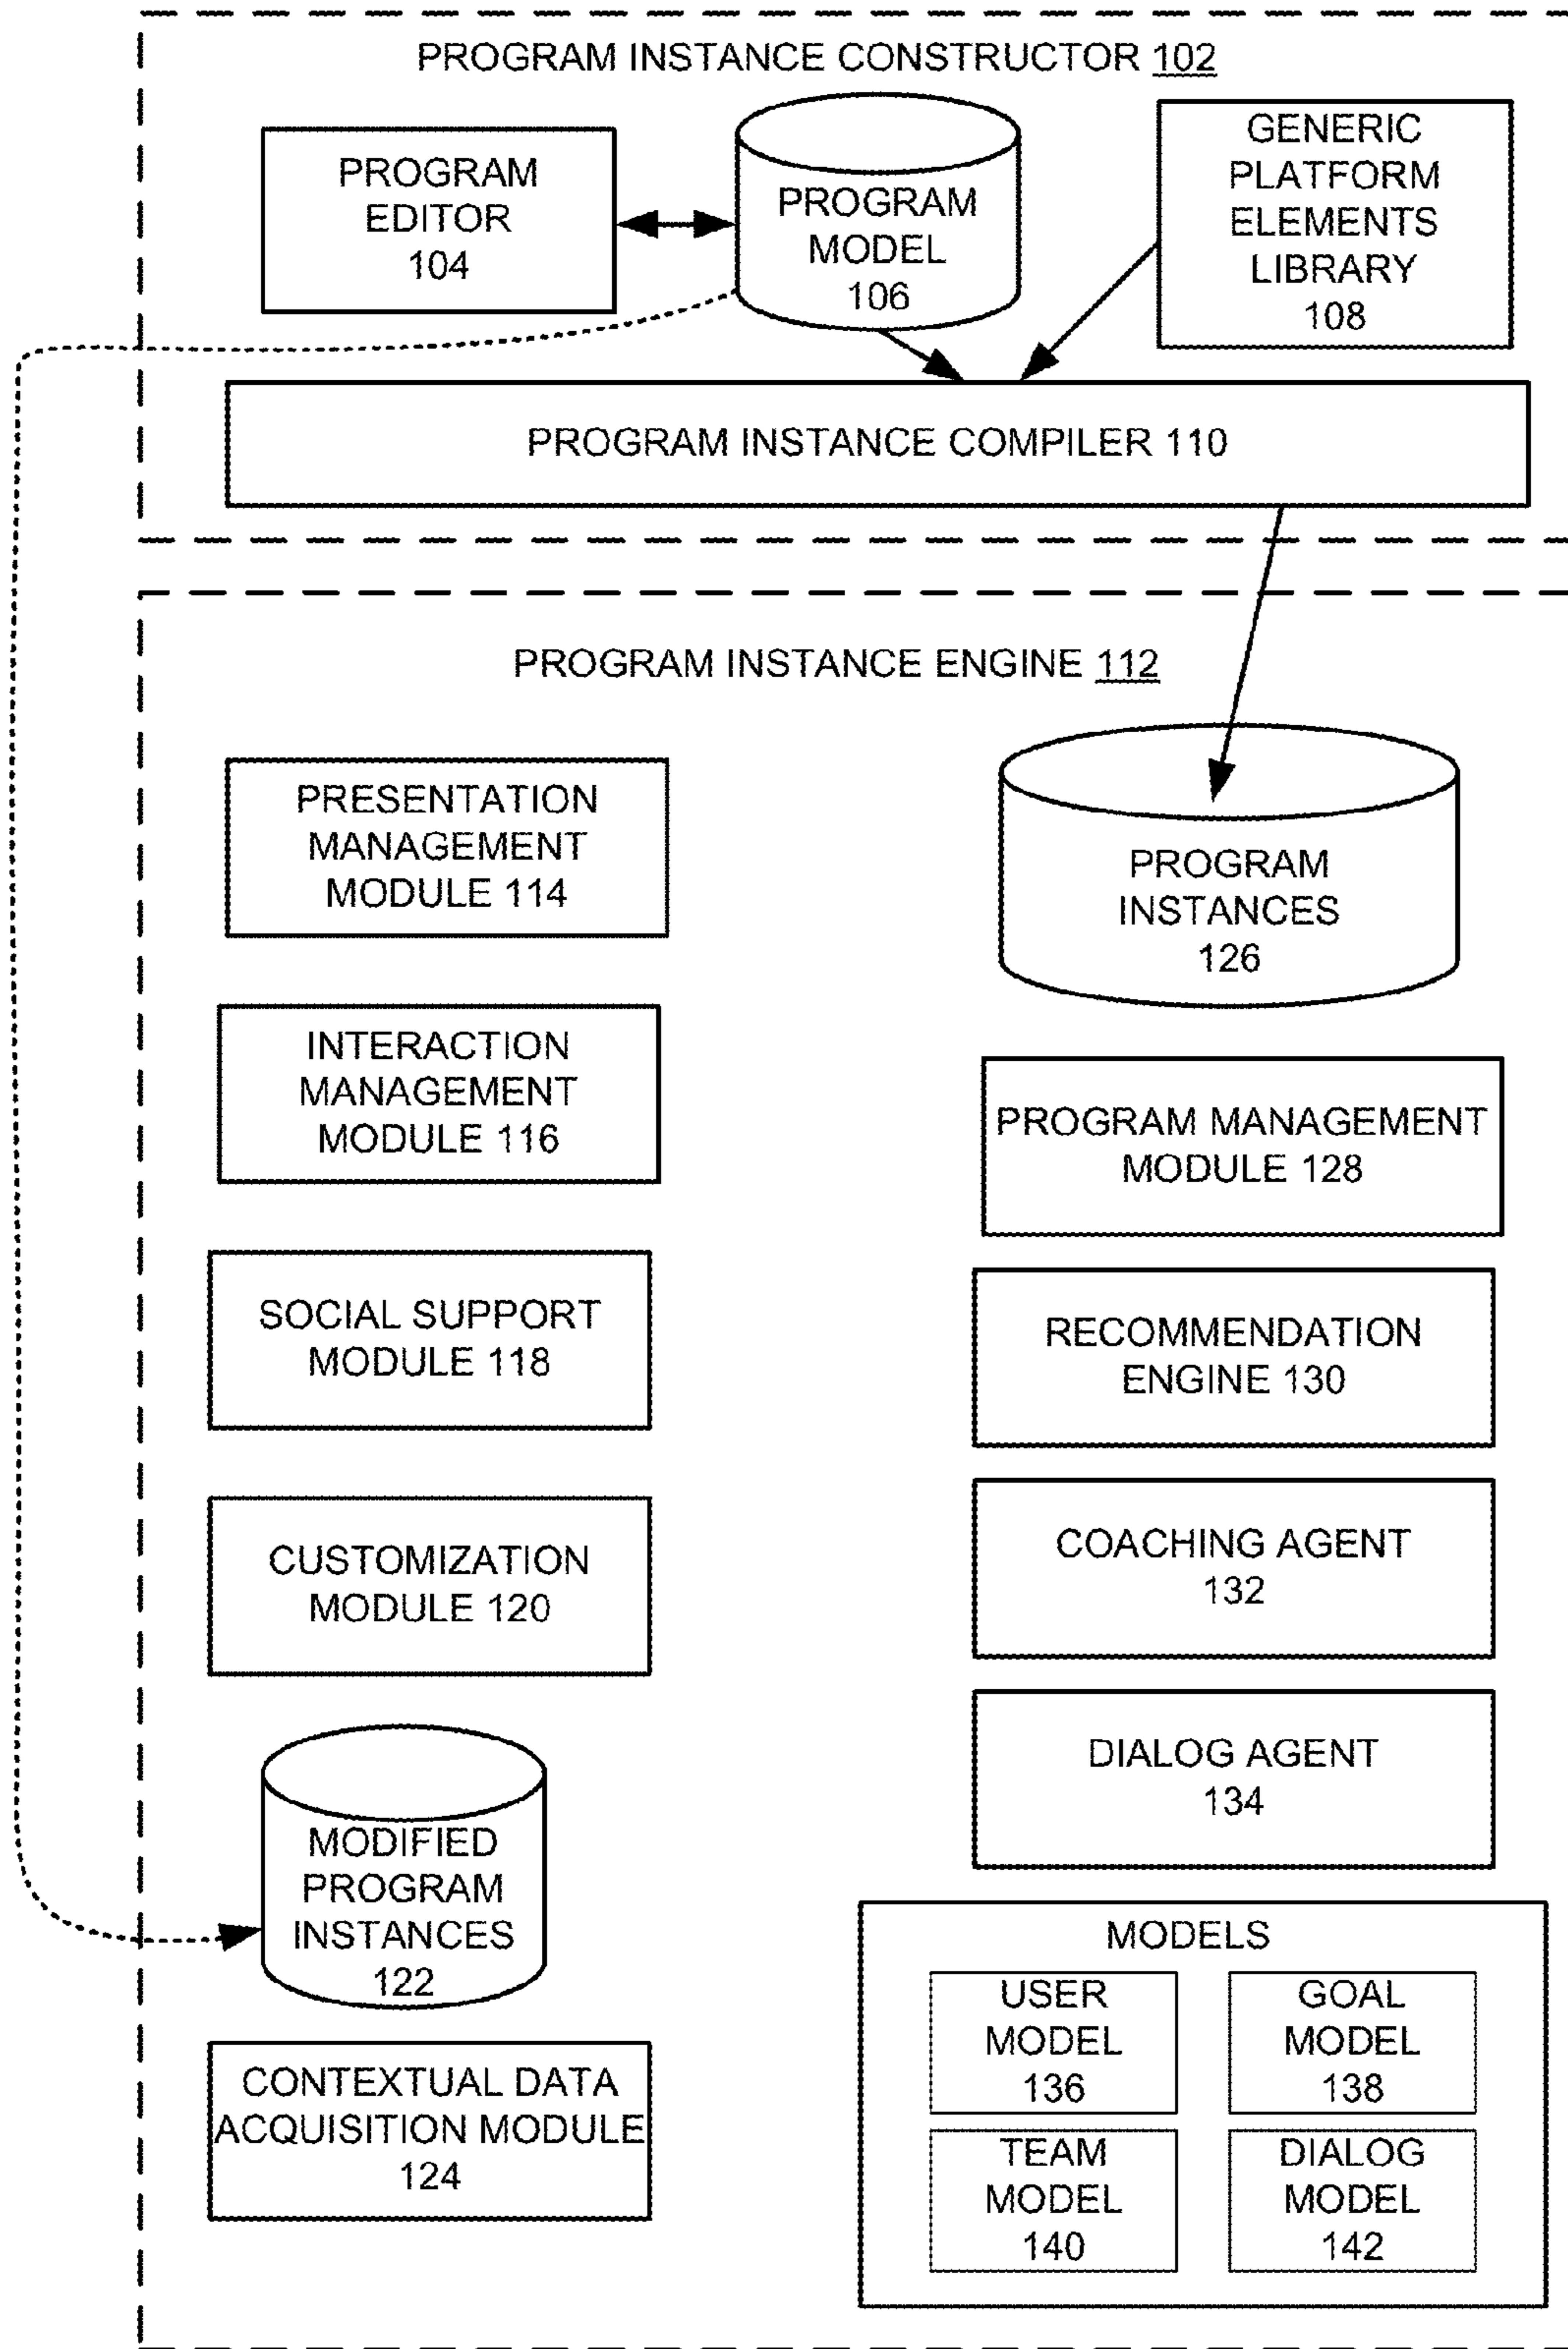 PROGRAM INSTANCE CONSTRUCTOR 102
PROGRAM
EDITOR
104
PROGRAM
MODEL
106
GENERIC
PLATFORM
ELEMENTS
LIBRARY
108
PROGRAM INSTANCE COMPILER 110
PROGRAM INSTANCE ENGINE 112
PRESENTATION
MANAGEMENT
MODULE 114
INTERACTION
MANAGEMENT
MODULE 116
SOCIAL SUPPORT
MODULE 118
CUSTOMIZATION
MODULE 120
MODIFIED
PROGRAM
INSTANCES
122
CONTEXTUAL DATA
ACQUISITION MODULE
124
PROGRAM
INSTANCES
126
PROGRAM MANAGEMENT
MODULE 128
RECOMMENDATION
ENGINE 130
COACHING AGENT
132
DIALOG AGENT
134
MODELS
USER
MODEL
136
GOAL
MODEL
138
TEAM
MODEL
140
DIALOG
MODEL
142